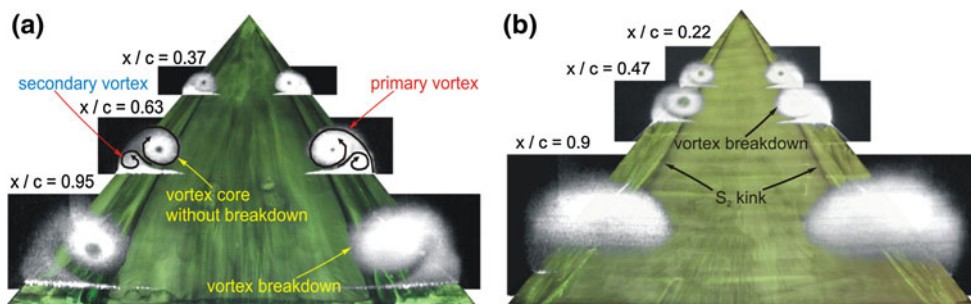 (a)
x / c = 0.37
secondary vortex
primary vortex
x / c = 0.63
x / c = 0.95
vortex core
without breakdown
vortex breakdown
(b)
x / c = 0.22
x / c = 0.47
vortex breakdown
x / c = 0.9
S₂ kink